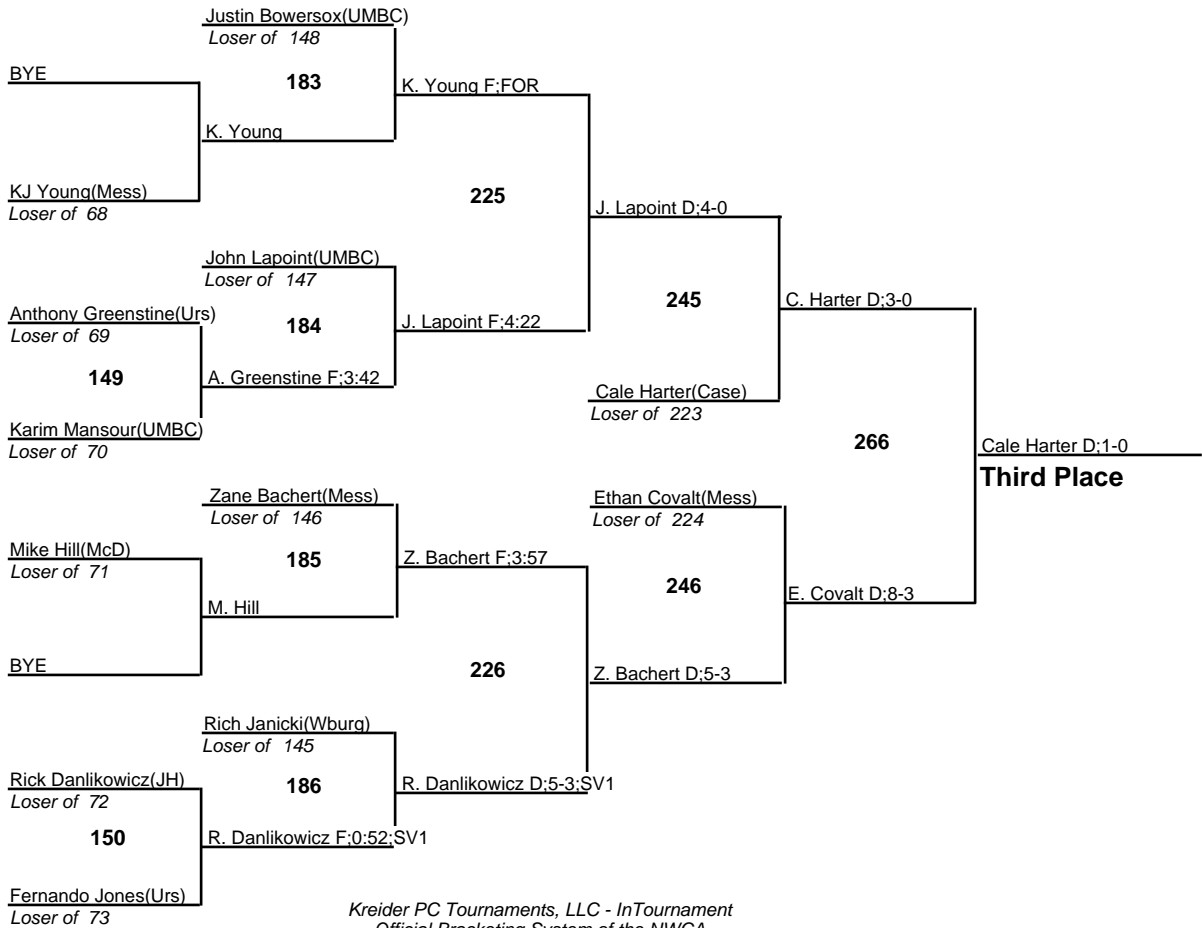 Justin Bowersox(UMBC)
Loser of 148
BYE
183
K. Young F;FOR
K. Young
KJ Young(Mess)
Loser of 68
225
J. Lapoint D;4-0
John Lapoint(UMBC)
Loser of 147
Anthony Greenstine(Urs)
Loser of 69
184
J. Lapoint F;4:22
245
C. Harter D;3-0
149
A. Greenstine F;3:42
Cale Harter(Case)
Loser of 223
Karim Mansour(UMBC)
Loser of 70
266
Cale Harter D;1-0
Third Place
Zane Bachert(Mess)
Loser of 146
Ethan Covalt(Mess)
Loser of 224
Mike Hill(McD)
Loser of 71
185
Z. Bachert F;3:57
246
E. Covalt D;8-3
M. Hill
BYE
226
Z. Bachert D;5-3
Rich Janicki(Wburg)
Loser of 145
Rick Danlikowicz(JH)
Loser of 72
186
R. Danlikowicz D;5-3;SV1
150
R. Danlikowicz F;0:52;SV1
Fernando Jones(Urs)
Loser of 73
Kreider PC Tournaments, LLC - InTournament
Official Bracketing System of the NWCA